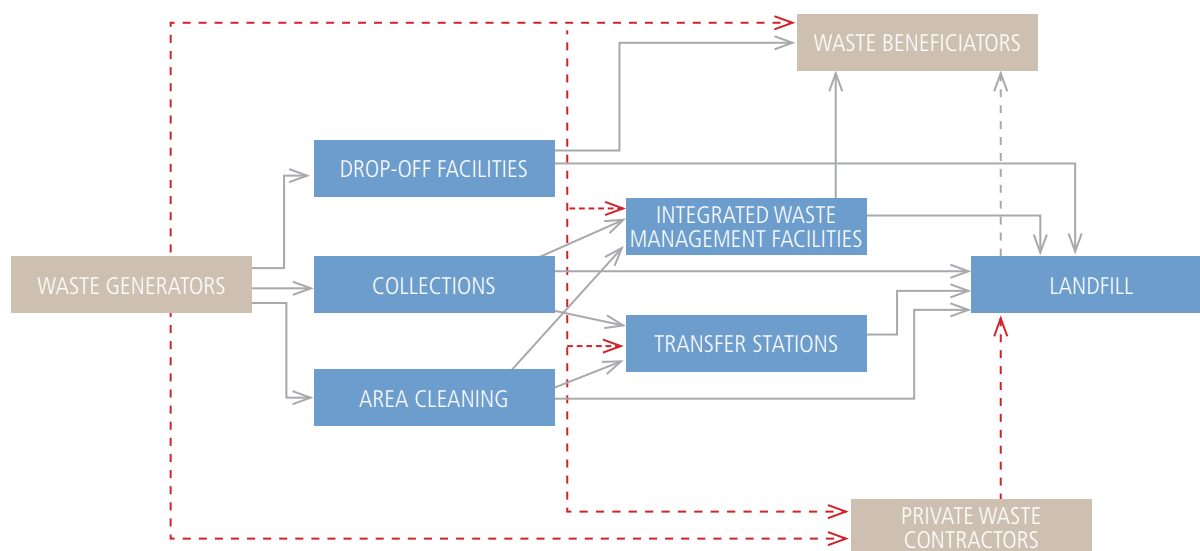 WASTE BENEFICIATORS
DROP-OFF FACILITIES
INTEGRATED WASTE
MANAGEMENT FACILITIES
WASTE GENERATORS
COLLECTIONS
LANDFILL
TRANSFER STATIONS
AREA CLEANING
PRIVATE WASTE
CONTRACTORS